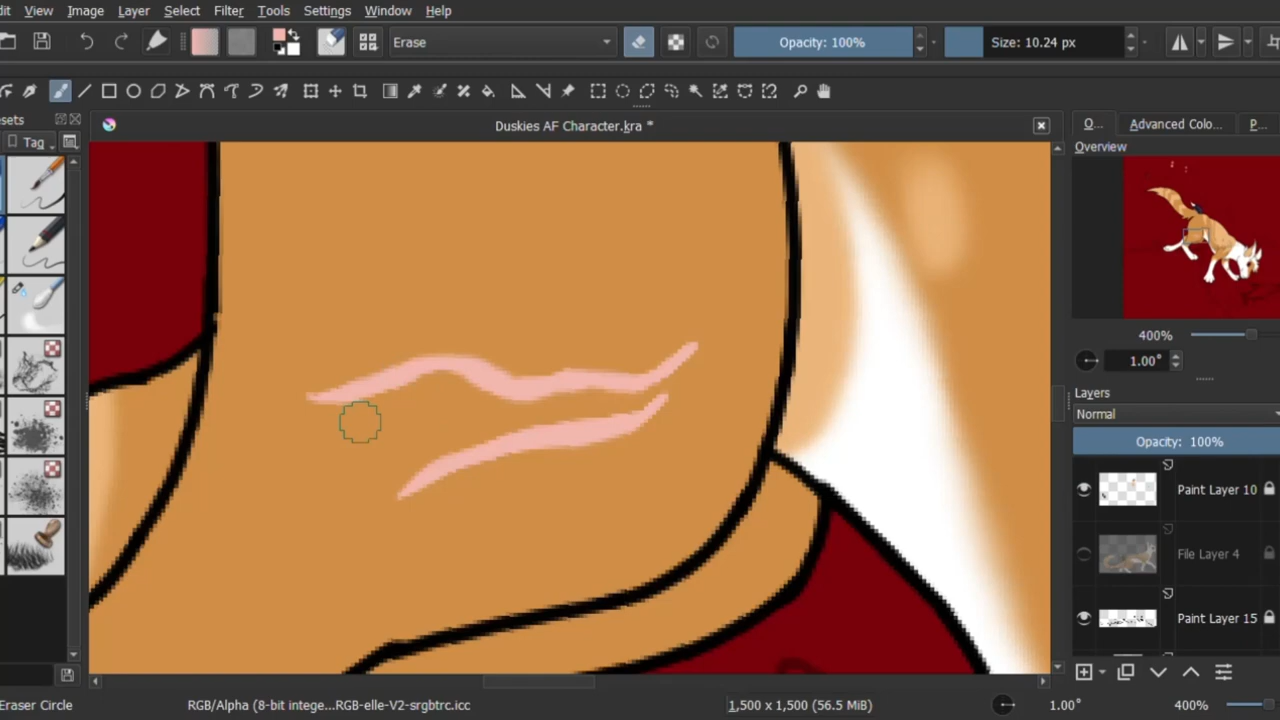 dit View Image Layer Select Filter Tools Settings Window Help
Erase Opacity: 100% Size: 10.24 px
esets
Tag
Duskies AF Character.kra *
O... Advanced Colo... P...
Overview
400%
1.00°
Layers
Normal
Opacity: 100%
Paint Layer 10
File Layer 4
Paint Layer 15
Eraser Circle RGB/Alpha (8-bit intege...RGB-elle-V2-srgbtrc.icc 1,500 x 1,500 (56.5 MiB) 1.00° 400%